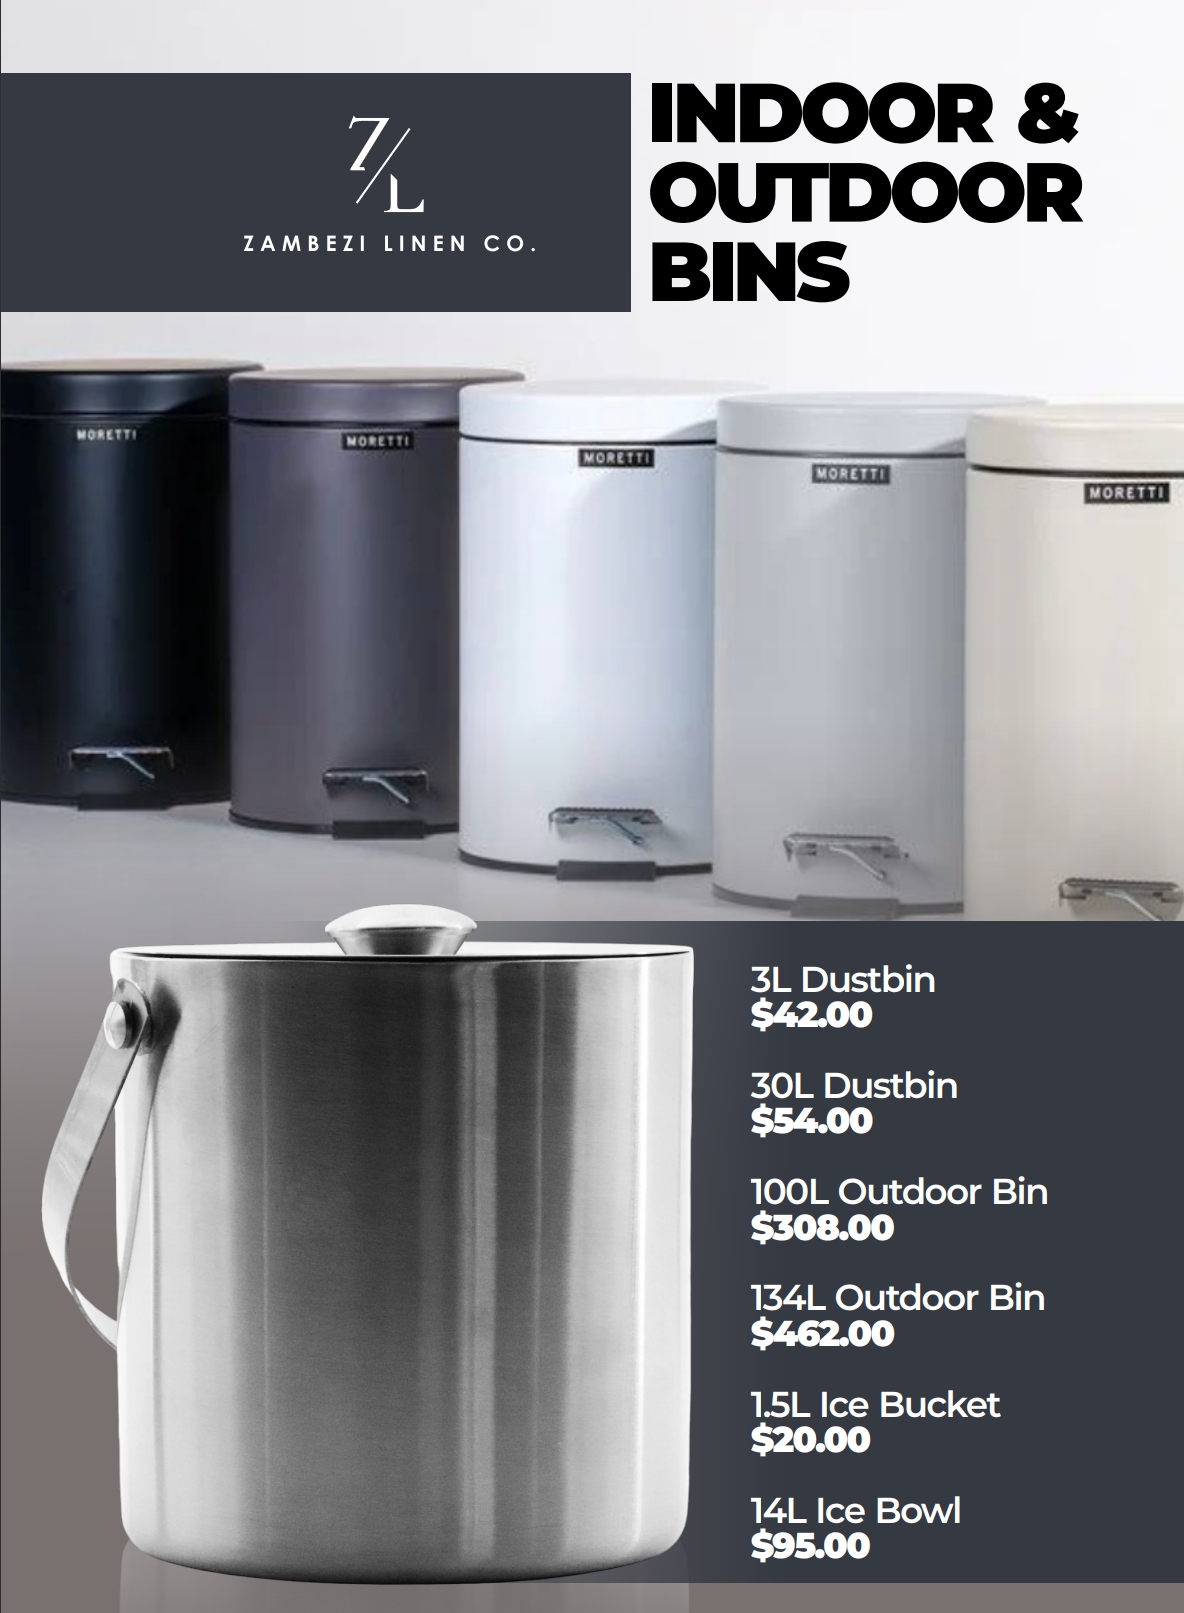 Z/L
ZAMBEZI LINEN CO.
INDOOR &
OUTDOOR
BINS
MORETTI
MORETTI
MORETTI
MORETTI
MORETTI
3L Dustbin
$42.00
30L Dustbin
$54.00
100L Outdoor Bin
$308.00
134L Outdoor Bin
$462.00
1.5L Ice Bucket
$20.00
14L Ice Bowl
$95.00